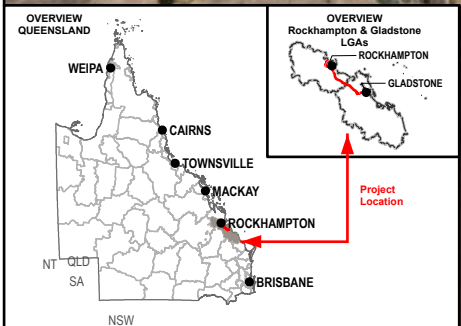 OVERVIEW
QUEENSLAND
WEIPA
CAIRNS
TOWNSVILLE
MACKAY
ROCKHAMPTON
BRISBANE
NT
QLD
SA
NSW
OVERVIEW
Rockhampton & Gladstone
LGAs
ROCKHAMPTON
GLADSTONE
Project
Location